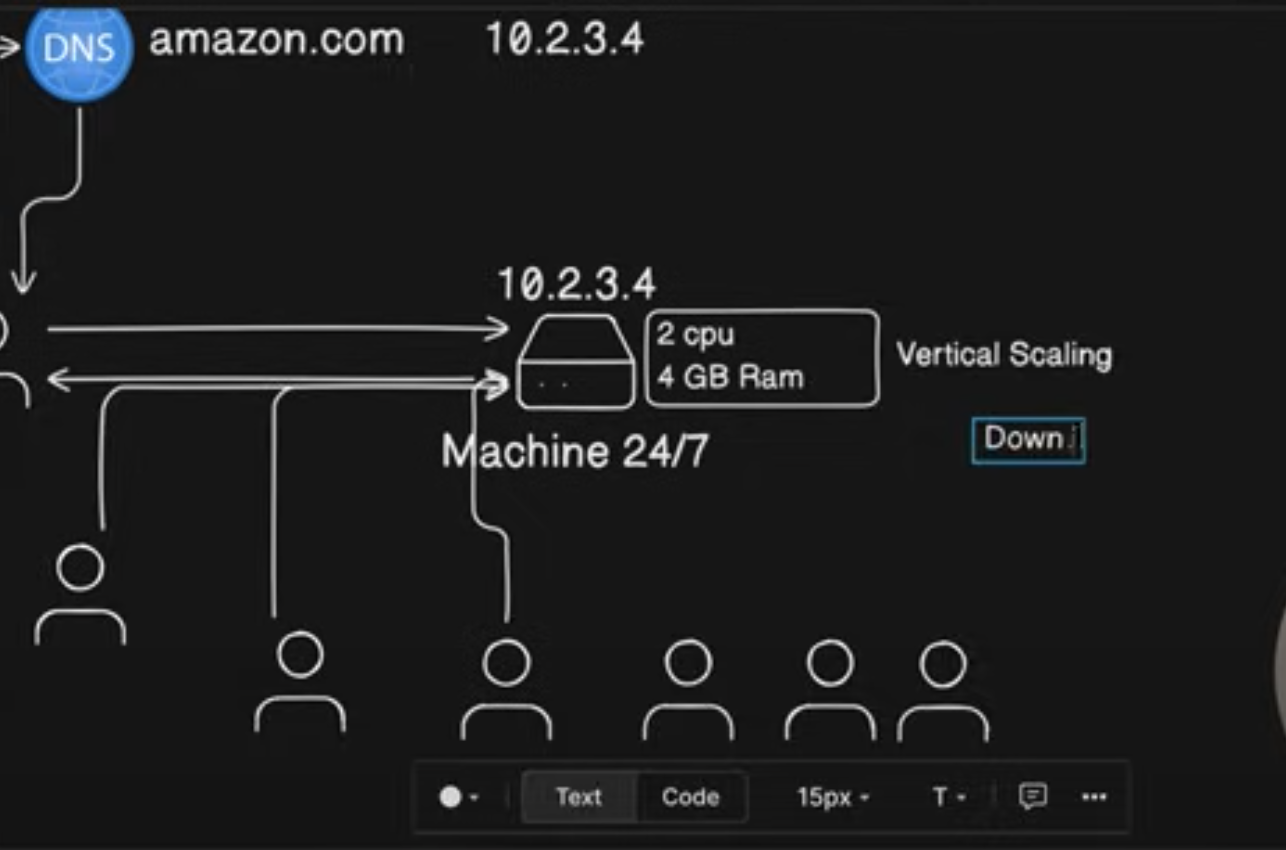 DNS amazon.com 10.2.3.4
10.2.3.4
2 cpu
4 GB Ram
Vertical Scaling
Down
Machine 24/7
Text Code 15px T